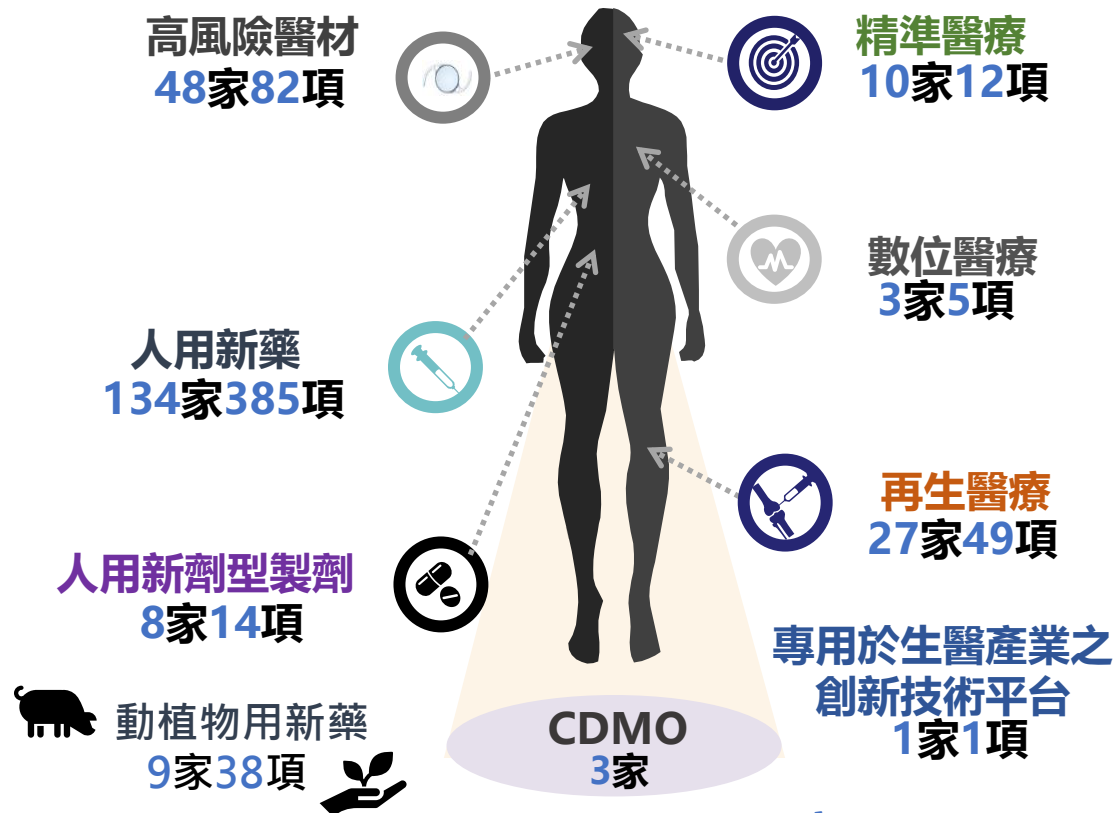 高風險醫材
48家82項
精準醫療
10家12項
數位醫療
3家5項
人用新藥
134家385項
再生醫療
27家49項
人用新劑型製劑
8家14項
專用於生醫產業之
創新技術平台
1家1項
動植物用新藥
9家38項
CDMO
3家